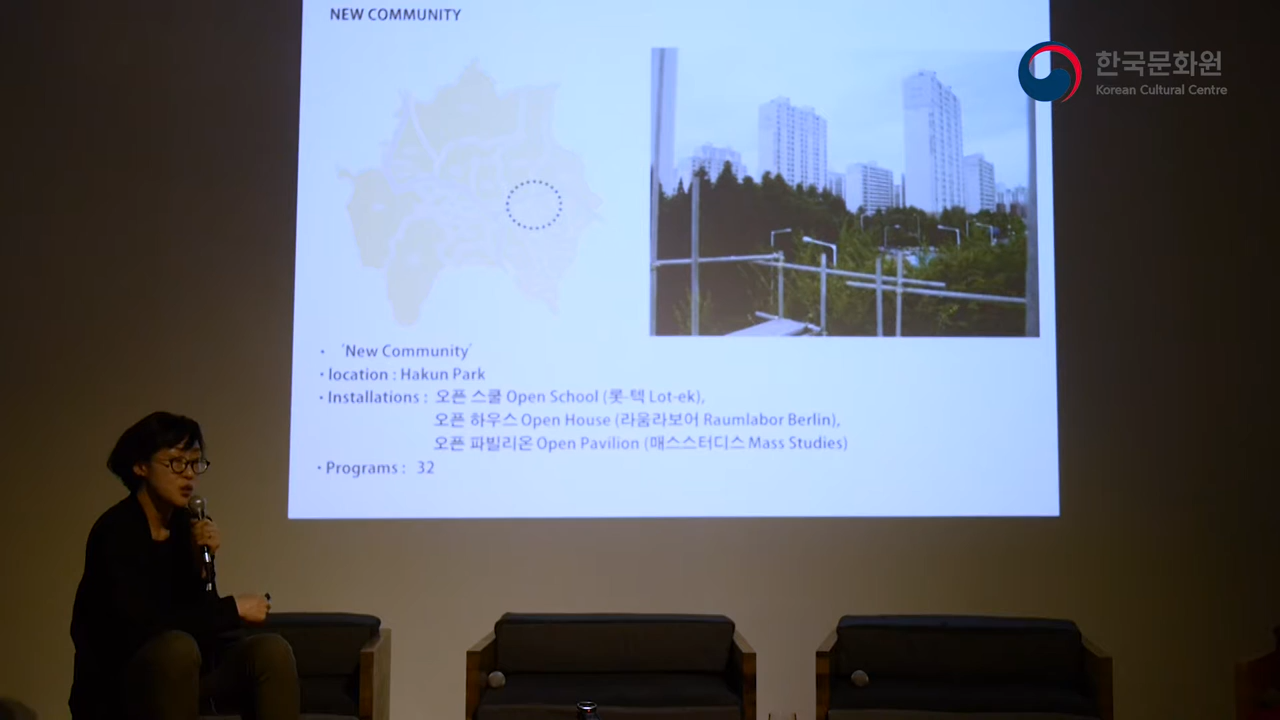 NEW COMMUNITY
한국문화원
Korean Cultural Centre
• 'New Community'
• location : Hakun Park
• Installations : 오픈 스쿨 Open School (롯-텍 Lot-ek),
오픈 하우스 Open House (라움라보어 Raumlabor Berlin),
오픈 파빌리온 Open Pavilion (매스스터디스 Mass Studies)
• Programs : 32